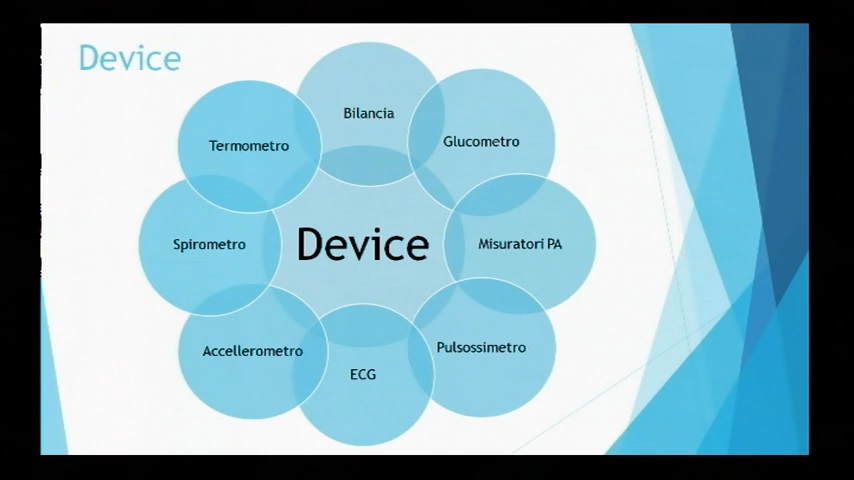 Device
Bilancia
Glucometro
Misuratori PA
Pulsossimetro
ECG
Accellerometro
Spirometro
Termometro
Device